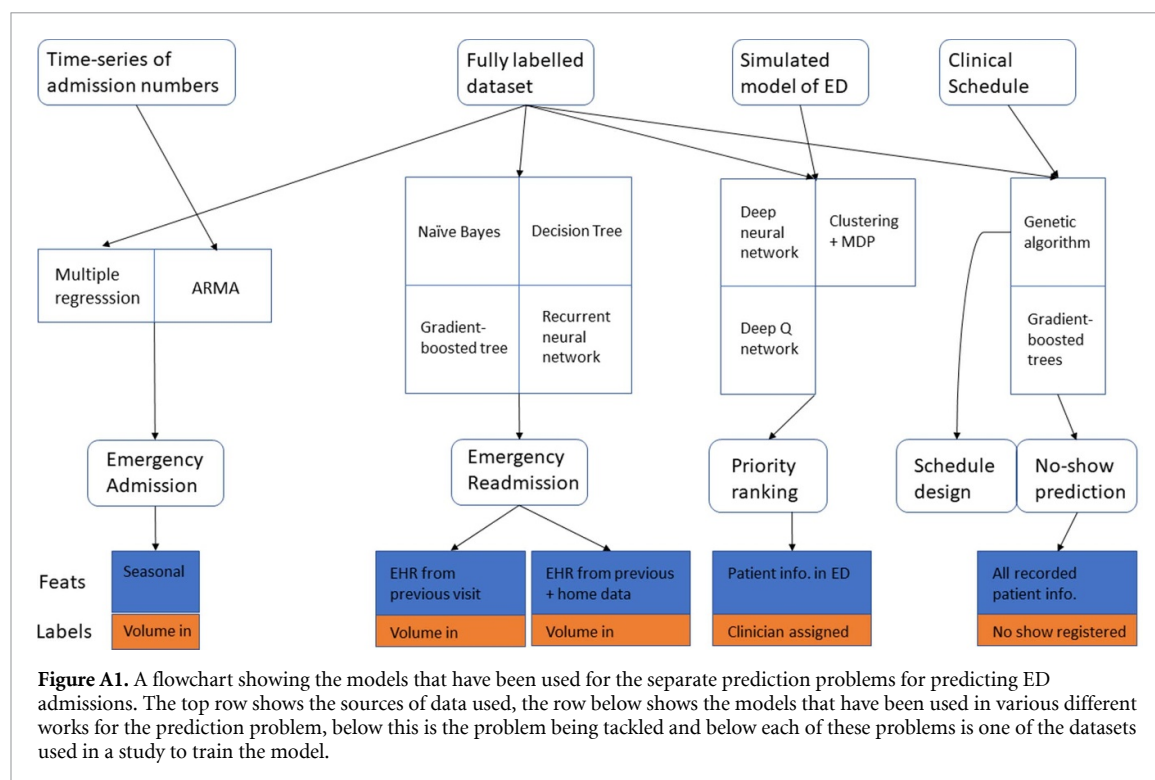 Time-series of
admission numbers
Fully labelled
dataset
Simulated
model of ED
Clinical
Schedule
Multiple
regresssion
ARMA
Naïve Bayes
Decision Tree
Gradient-
boosted tree
Recurrent
neural
network
Deep
neural
network
Clustering
+ MDP
Deep Q
network
Genetic
algorithm
Gradient-
boosted
trees
Emergency
Admission
Emergency
Readmission
Priority
ranking
Schedule
design
No-show
prediction
Feats
Seasonal
EHR from
previous visit
EHR from previous
+ home data
Patient info. in ED
All recorded
patient info.
Labels
Volume in
Volume in
Volume in
Clinician assigned
No show registered
Figure A1. A flowchart showing the models that have been used for the separate prediction problems for predicting ED
admissions. The top row shows the sources of data used, the row below shows the models that have been used in various different
works for the prediction problem, below this is the problem being tackled and below each of these problems is one of the datasets
used in a study to train the model.